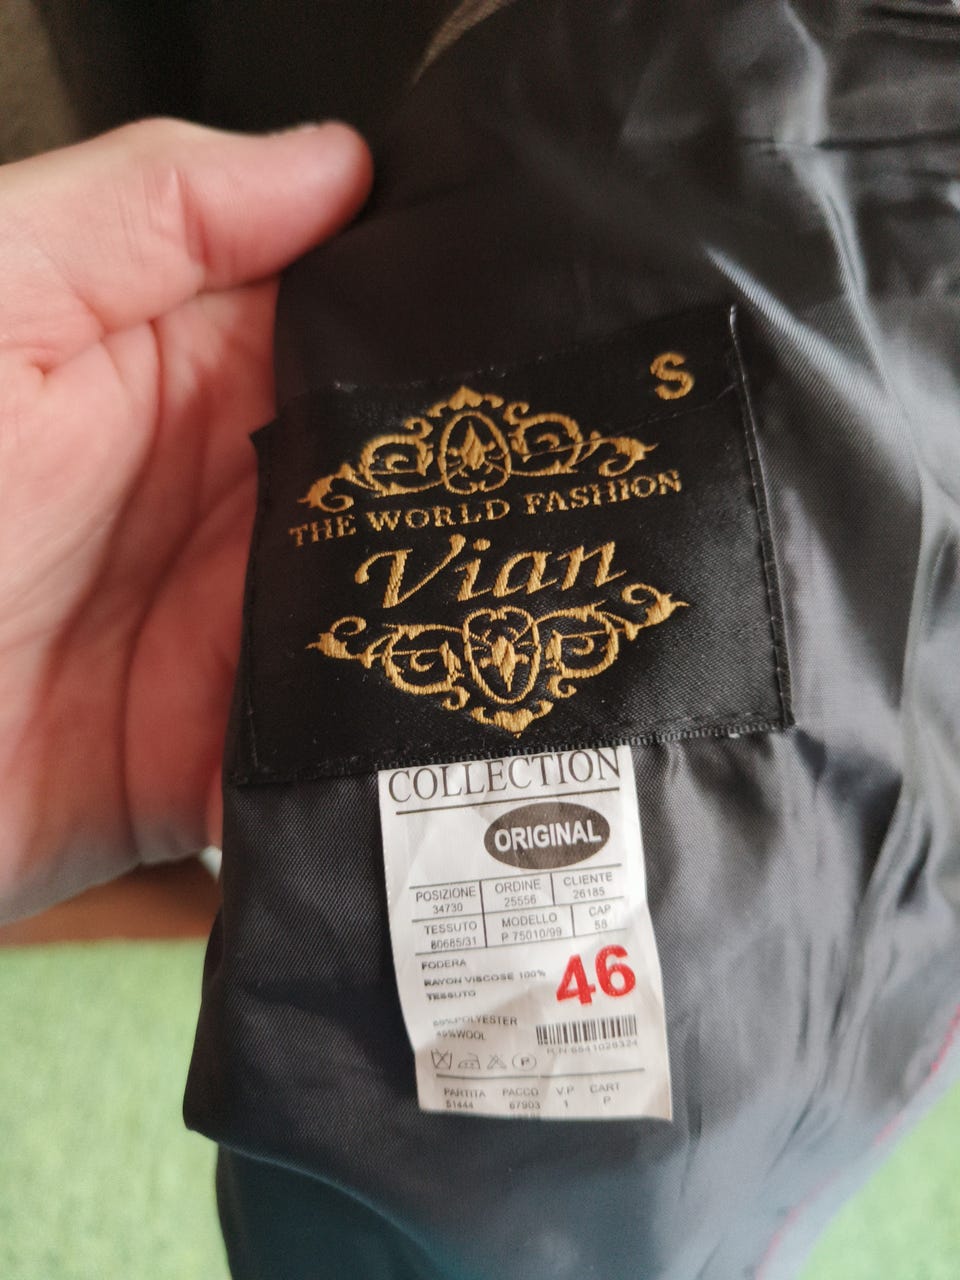 S
THE WORLD FASHION
Vian
COLLECTION
ORIGINAL
POSIZIONE ORDINE CLIENTE
34730 25556 26185
TESSUTO MODELLO CAP
80685/31 P 75010/99 58
FODERA
RAYON VISCOSE 100%
TESSUTO
46
POLYESTER
WOOL
R.N 6541028324
P
PARTITA PACCO V.P CART
51444 67903 1 P